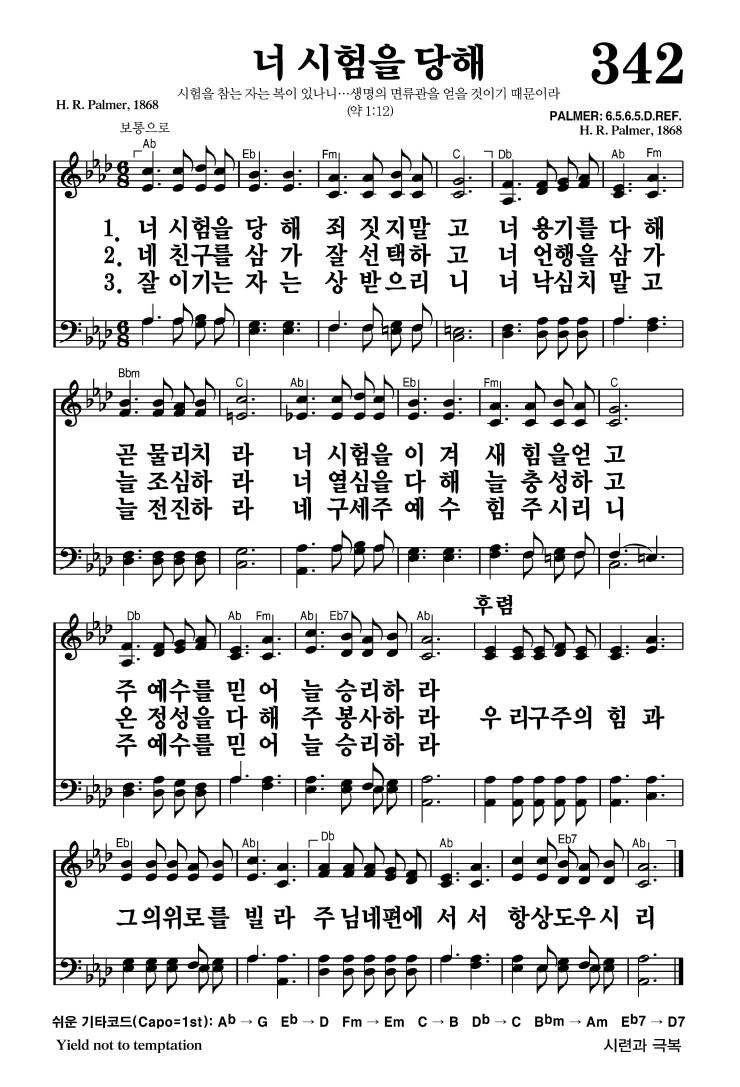 너 시험을 당해 342
시험을 참는 자는 복이 있나니…생명의 면류관을 얻을 것이기 때문이라
(약 1:12)
H. R. Palmer, 1868
PALMER: 6.5.6.5.D.REF.
H. R. Palmer, 1868
보통으로
Ab Eb Fm C Db Ab Fm
6 8
1. 너 시험을 당 해 죄 짓지말 고 너 용기를 다 해
2. 네 친구를 삼 가 잘 선택하 고 너 언행을 삼 가
3. 잘 이기는 자 는 상 받으리 니 너 낙심치 말 고
6 8
Bbm C Ab Eb Fm C
곧 물리치 라 너 시험을 이 겨 새 힘 을얻 고
늘 조심하 라 너 열심을 다 해 늘 충성하 고
늘 전진하 라 네 구세주 예 수 힘 주시리 니
후렴
Db Ab Fm Ab Eb7 Ab
주 예수를 믿 어 늘 승리하 라
온 정성을 다 해 주 봉사하 라 우 리구주의 힘 과
주 예수를 믿 어 늘 승리하 라
Eb Ab Db Ab Eb7 Ab
그의위로를 빌 라 주님네편에 서 서 항상도우시 리
쉬운 기타코드(Capo=1st): Ab → G Eb → D Fm → Em C → B Db → C Bbm → Am Eb7 → D7
Yield not to temptation 시련과 극복